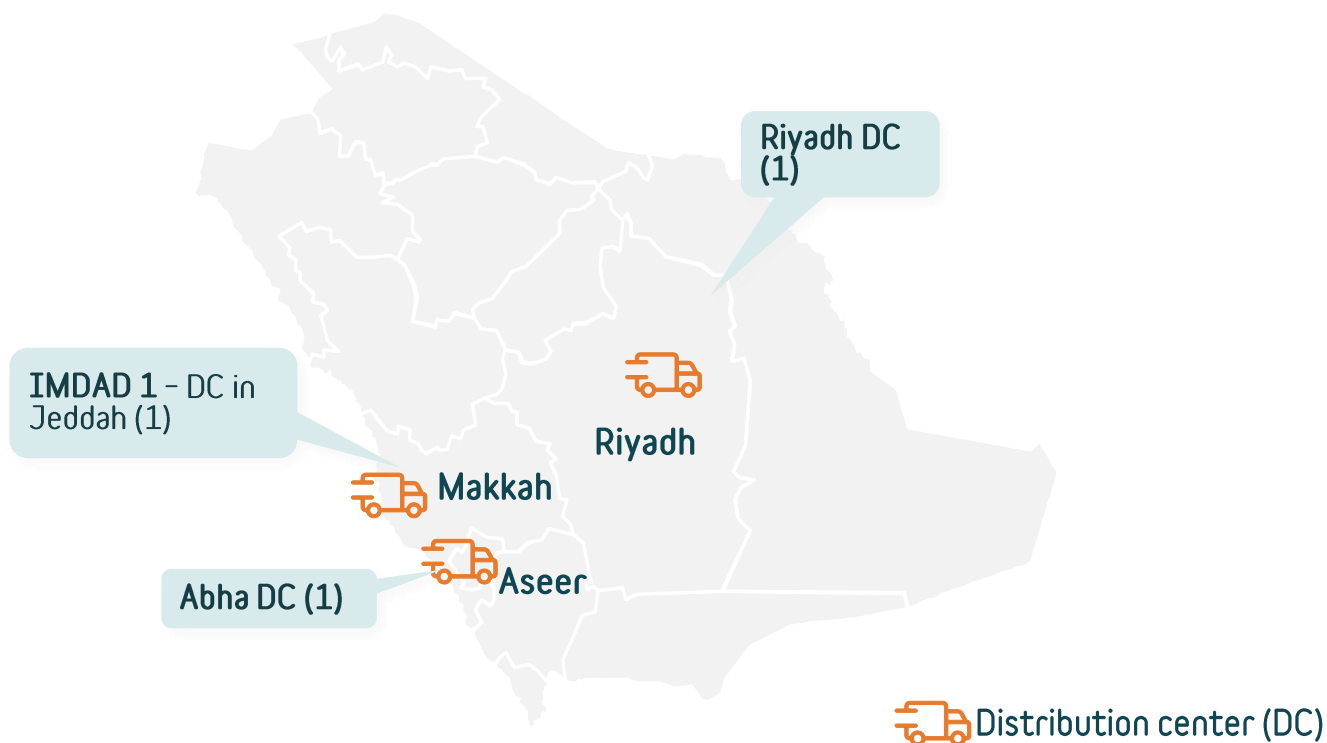 Riyadh DC
(1)
IMDAD 1 – DC in
Jeddah (1)
Riyadh
Makkah
Aseer
Abha DC (1)
Distribution center (DC)